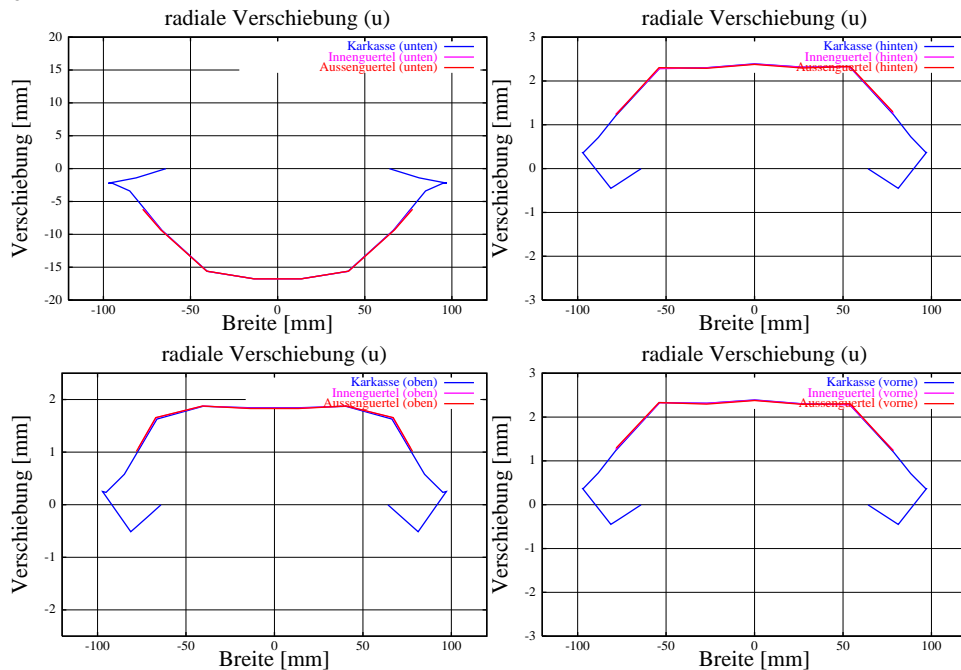 radiale Verschiebung (u)
Verschiebung [mm]
20
15
10
5
0
-5
-10
-15
-20
Karkasse (unten)
Innenguertel (unten)
Aussenguertel (unten)
-100
-50
0
50
100
Breite [mm]
radiale Verschiebung (u)
Verschiebung [mm]
3
2
1
0
-1
-2
-3
Karkasse (hinten)
Innenguertel (hinten)
Aussenguertel (hinten)
-100
-50
0
50
100
Breite [mm]
radiale Verschiebung (u)
Verschiebung [mm]
2
1
0
-1
-2
Karkasse (oben)
Innenguertel (oben)
Aussenguertel (oben)
-100
-50
0
50
100
Breite [mm]
radiale Verschiebung (u)
Verschiebung [mm]
3
2
1
0
-1
-2
-3
Karkasse (vorne)
Innenguertel (vorne)
Aussenguertel (vorne)
-100
-50
0
50
100
Breite [mm]